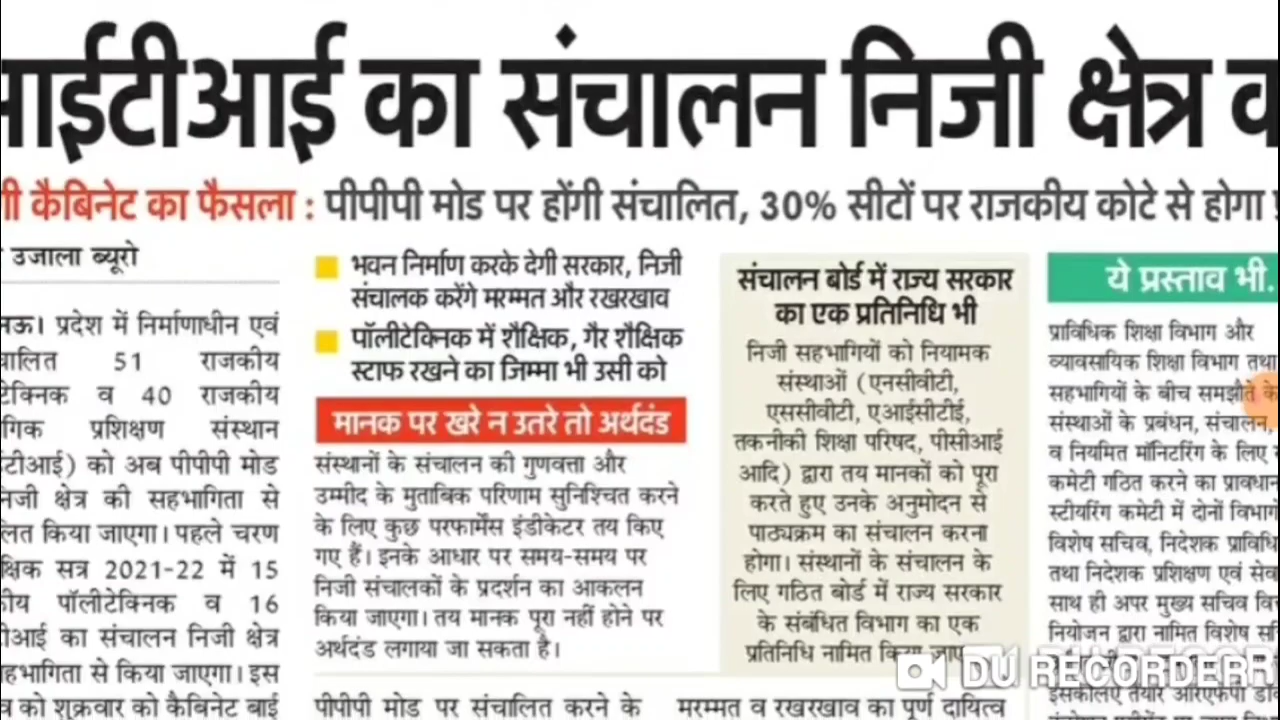 का संचालन निजी क्षेत्र
कैबिनेट का फैसला : पीपीपी मोड पर होंगी संचालित, 30% सीटों पर राजकीय कोटे से होगा
उजाला ब्यूरो
प्रदेश में निर्माणाधीन एवं
51 राजकीय
व 40 राजकीय
प्रशिक्षण संस्थान
को अब पीपीपी मोड
क्षेत्र की सहभागिता से
किया जाएगा। पहले चरण
सत्र 2021-22 में 15
पॉलीटेक्निक व 16
का संचालन निजी क्षेत्र
से किया जाएगा। इस
को शुक्रवार को कैबिनेट बाई
भवन निर्माण करके देगी सरकार, निजी
संचालक करेंगे मरम्मत और रखरखाव
पॉलीटेक्निक में शैक्षिक, गैर शैक्षिक
स्टाफ रखने का जिम्मा भी उसी को
मानक पर खरे न उतरे तो अर्थदंड
संस्थानों के संचालन की गुणवत्ता और
उम्मीद के मुताबिक परिणाम सुनिश्चित करने
के लिए कुछ परफार्मेंस इंडीकेटर तय किए
गए हैं। इनके आधार पर समय-समय पर
निजी संचालकों के प्रदर्शन का आकलन
किया जाएगा। तय मानक पूरा नहीं होने पर
अर्थदंड लगाया जा सकता है।
पीपीपी मोड पर संचालित करने के
संचालन बोर्ड में राज्य सरकार
का एक प्रतिनिधि भी
निजी सहभागियों को नियामक
संस्थाओं (एनसीवीटी,
एससीवीटी, एआईसीटीई,
तकनीकी शिक्षा परिषद, पीसीआई
आदि) द्वारा तय मानकों को पूरा
करते हुए उनके अनुमोदन से
पाठ्यक्रम का संचालन करना
होगा। संस्थानों के संचालन के
लिए गठित बोर्ड में राज्य सरकार
के संबंधित विभाग का एक
प्रतिनिधि नामित
मरम्मत व रखरखाव का पूर्ण दायित्व
ये प्रस्ताव भी
प्राविधिक शिक्षा विभाग और
व्यावसायिक शिक्षा विभाग तथा
सहभागियों के बीच समझौते के
संस्थाओं के प्रबंधन, संचालन,
व नियमित मॉनिटरिंग के लिए
कमेटी गठित करने का प्रावधान
स्टीयरिंग कमेटी में दोनों विभाग
विशेष सचिव, निदेशक
तथा निदेशक प्रशिक्षण एवं
साथ ही अपर मुख्य सचिव
नियोजन द्वारा नामित विशेष
तैयार आरएफपी
DU RECORDER